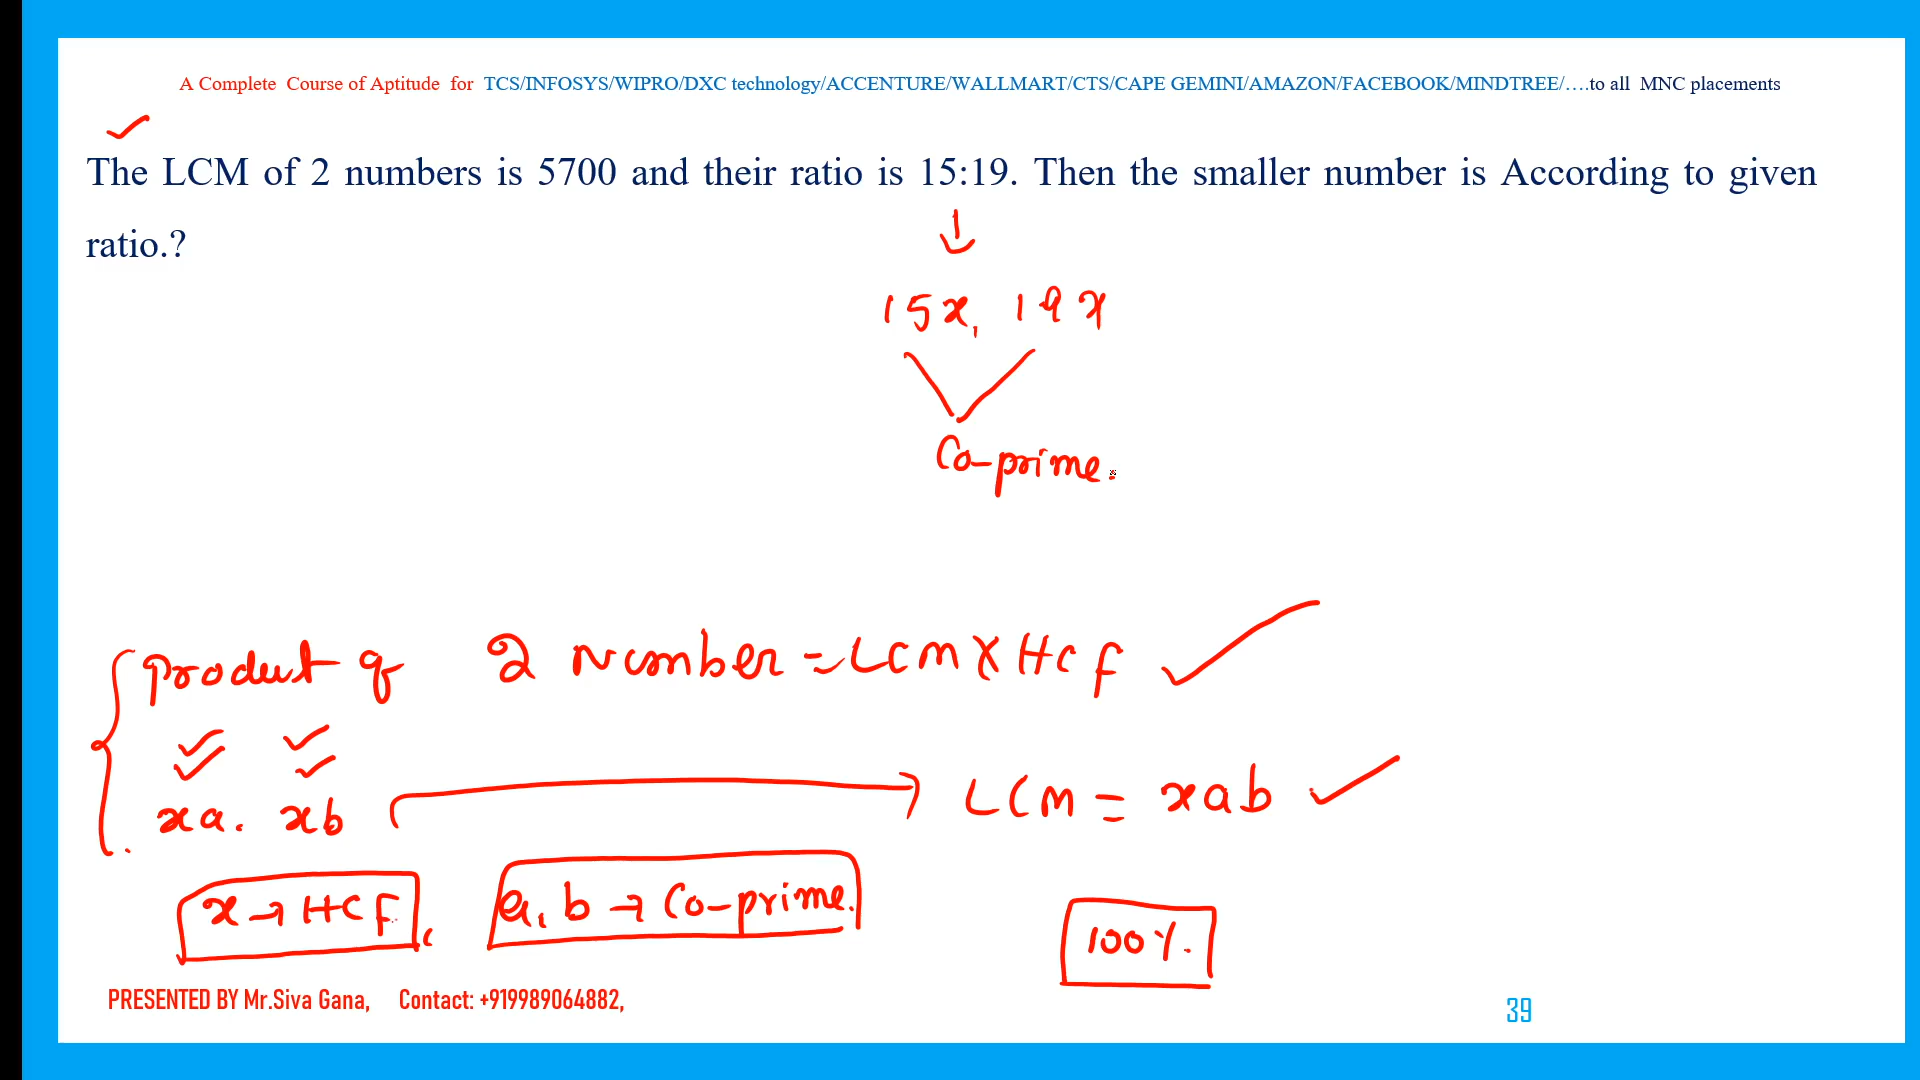 A Complete Course of Aptitude for TCS/INFOSYS/WIPRO/DXC technology/ACCENTURE/WALLMART/CTS/CAPE GEMINI/AMAZON/FACEBOOK/MINDTREE/….to all MNC placements
The LCM of 2 numbers is 5700 and their ratio is 15:19. Then the smaller number is According to given
ratio.?
15x, 19x
Co-prime.
Product of 2 Number = LCM X HCF
xa. xb LCM = xab
x → HCF, a, b → Co-prime.
100%.
PRESENTED BY Mr.Siva Gana, Contact: +919989064882,
39